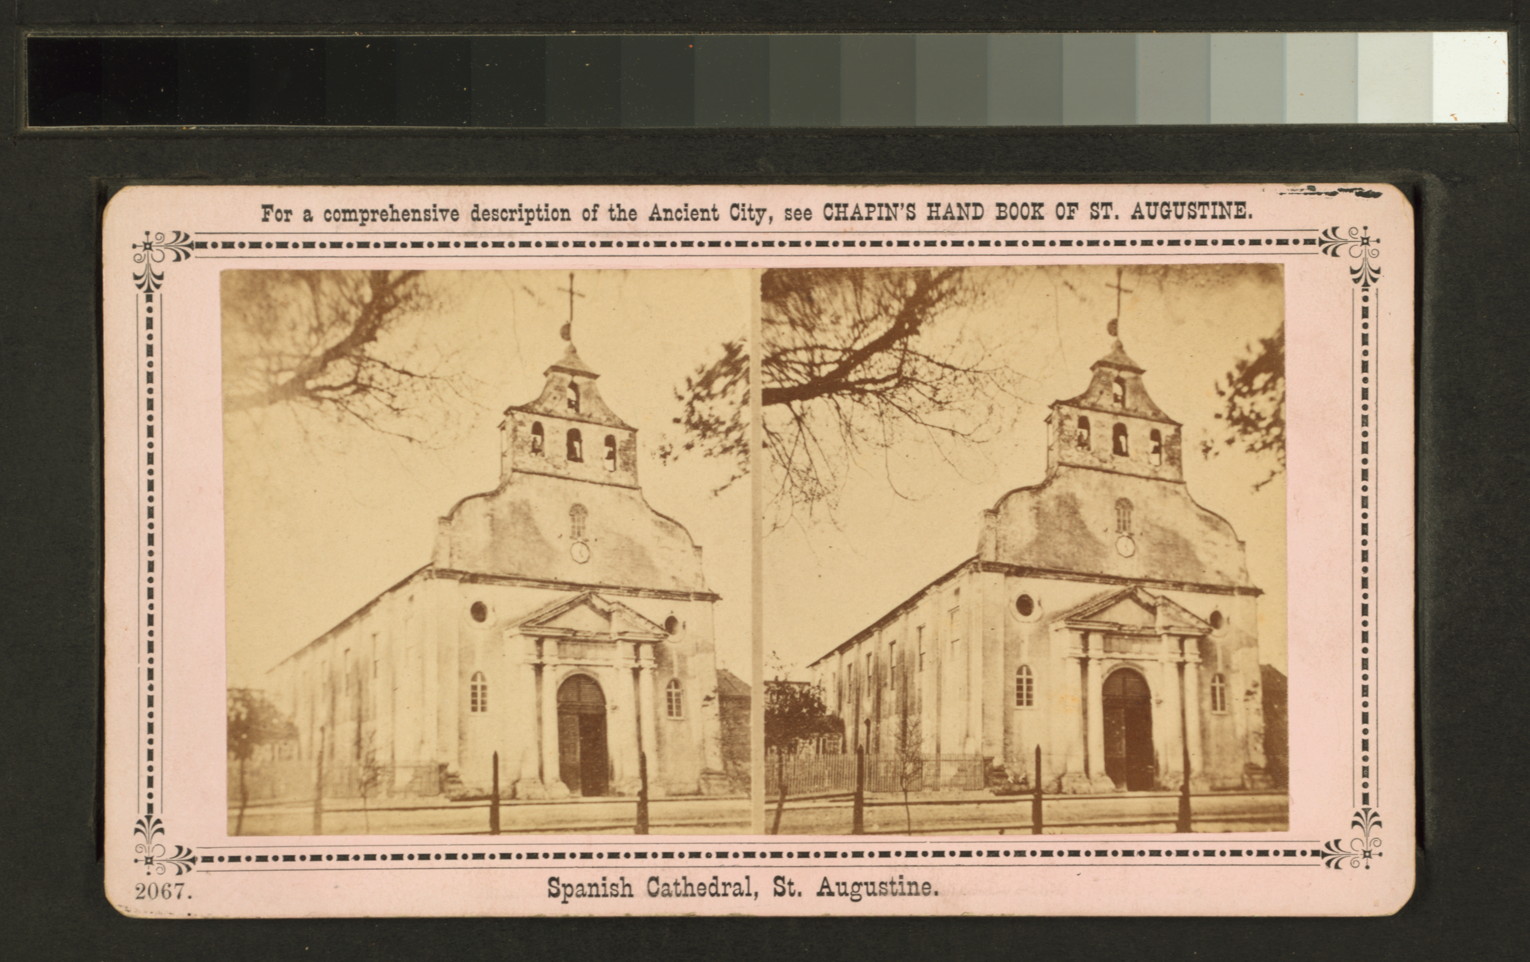 For a comprehensive description of the Ancient City, see CHAPIN'S HAND BOOK OF ST. AUGUSTINE.
2067.
Spanish Cathedral, St. Augustine.